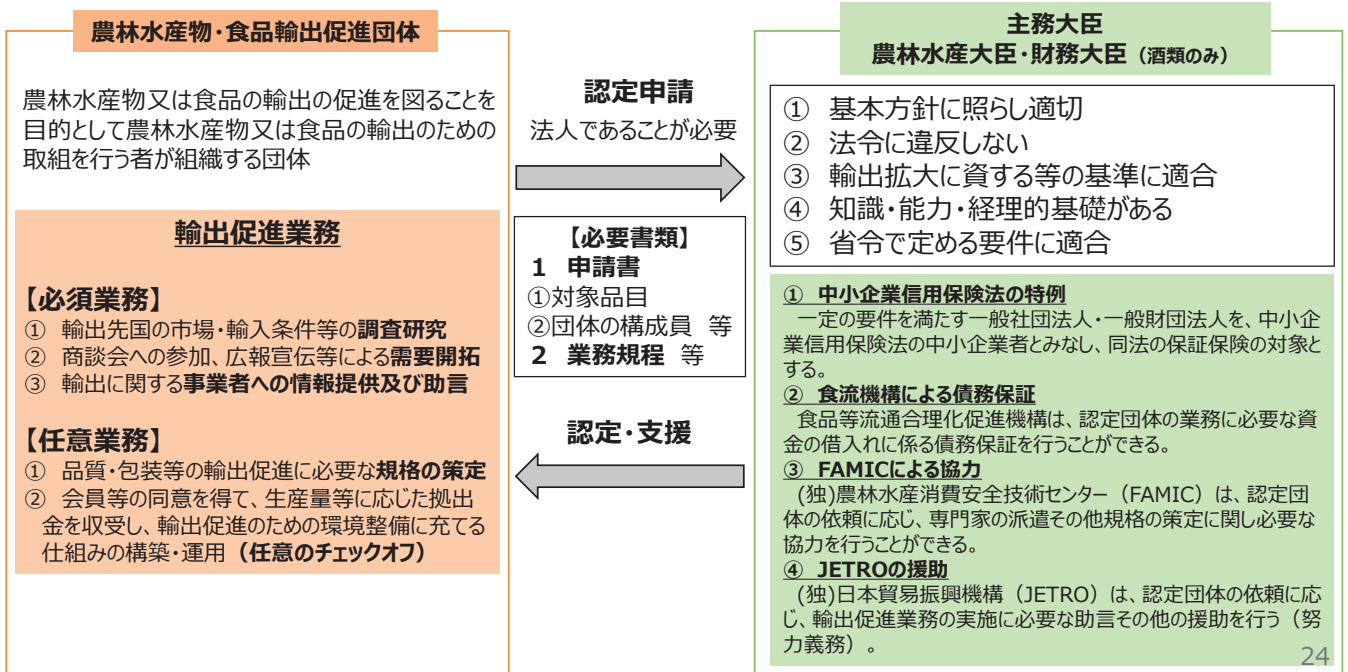 農林水産物・食品輸出促進団体
農林水産物又は食品の輸出の促進を図ることを
目的として農林水産物又は食品の輸出のための
取組を行う者が組織する団体
輸出促進業務
【必須業務】
① 輸出先国の市場・輸入条件等の調査研究
② 商談会への参加、広報宣伝等による需要開拓
③ 輸出に関する事業者への情報提供及び助言
【任意業務】
① 品質・包装等の輸出促進に必要な規格の策定
② 会員等の同意を得て、生産量等に応じた拠出
金を収受し、輸出促進のための環境整備に充てる
仕組みの構築・運用（任意のチェックオフ）
認定申請
法人であることが必要
【必要書類】
1 申請書
①対象品目
②団体の構成員 等
2 業務規程 等
認定・支援
主務大臣
農林水産大臣・財務大臣（酒類のみ）
① 基本方針に照らし適切
② 法令に違反しない
③ 輸出拡大に資する等の基準に適合
④ 知識・能力・経理的基礎がある
⑤ 省令で定める要件に適合
① 中小企業信用保険法の特例
一定の要件を満たす一般社団法人・一般財団法人を、中小企
業信用保険法の中小企業者とみなし、同法の保証保険の対象と
する。
② 食流機構による債務保証
食品等流通合理化促進機構は、認定団体の業務に必要な資
金の借入れに係る債務保証を行うことができる。
③ FAMICによる協力
(独)農林水産消費安全技術センター（FAMIC）は、認定団
体の依頼に応じ、専門家の派遣その他規格の策定に関し必要な
協力を行うことができる。
④ JETROの援助
(独)日本貿易振興機構（JETRO）は、認定団体の依頼に応
じ、輸出促進業務の実施に必要な助言その他の援助を行う（努
力義務）。
24